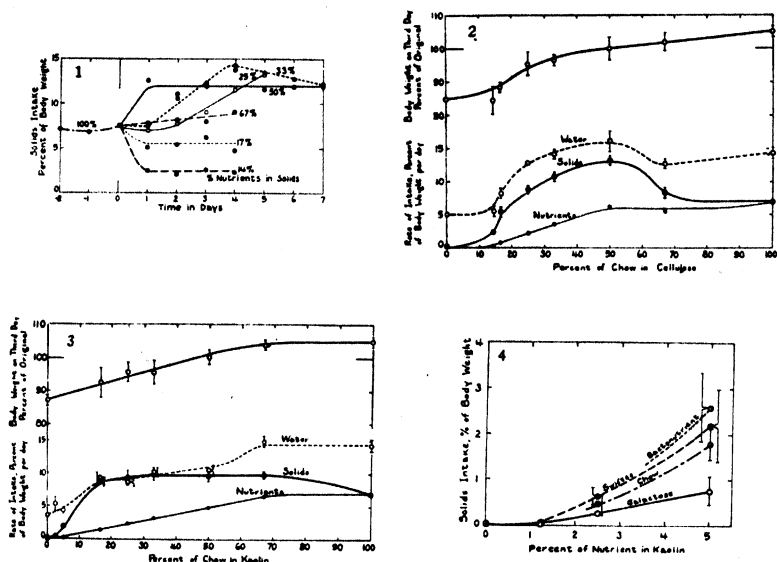 1
Solids Intake
Percent of Body Weight
15
10
5
0
100%
25%
33%
50%
67%
17%
14%
% Nutrients in Solids
-2 -1 0 1 2 3 4 5 6 7
Time in Days
2
Body Weight on Third Day
Percent of Original
110
100
90
80
Rate of Intake, Percent
of Body Weight per day
15
10
5
0
Water
Solids
Nutrients
0 10 20 30 40 50 60 70 80 90 100
Percent of Chow in Cellulose
3
Body Weight on Third Day
Percent of Original
110
100
90
80
Rate of Intake, Percent
of Body Weight per day
15
10
5
0
Water
Solids
Nutrients
0 10 20 30 40 50 60 70 80 90 100
Percent of Chow in Kaolin
4
Solids Intake, % of Body Weight
4
3
2
1
0
Sustagen
Chow
Galactose
0 1 2 3 4 5
Percent of Nutrient in Kaolin